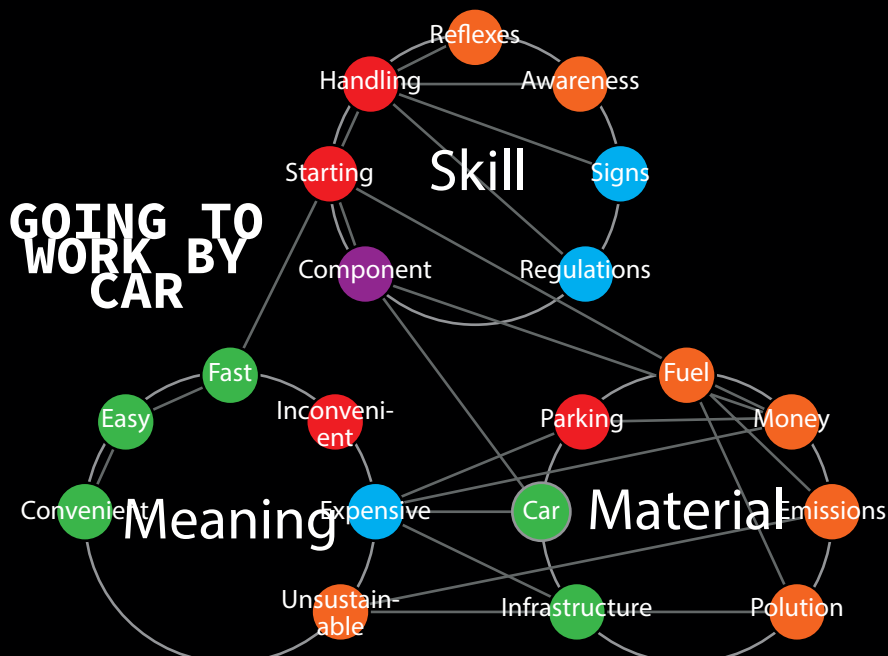 Reflexes
Handling
Awareness
Skill
Starting
Signs
GOING TO
WORK BY
CAR
Component
Regulations
Fast
Easy
Inconveni-
ent
Convenient
Meaning
Expensive
Unsustain-
able
Fuel
Parking
Money
Car
Material
Emissions
Infrastructure
Polution